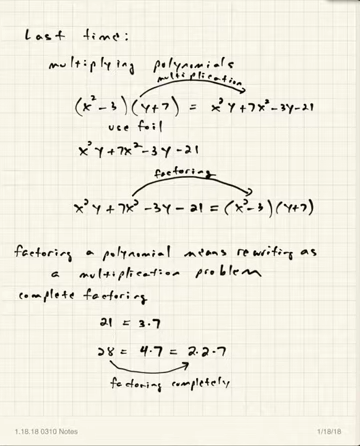 Last time:
multiplying polynomials
multiplication
(x²-3)(y+7) = x²y+7x²-3y-21
use foil
x²y+7x²-3y-21
factoring
x²y+7x²-3y-21=(x²-3)(y+7)
factoring a polynomial means rewriting as
a multiplication problem
complete factoring
21 = 3·7
28 = 4·7 = 2·2·7
factoring completely
1.18.18 0310 Notes 1/18/18